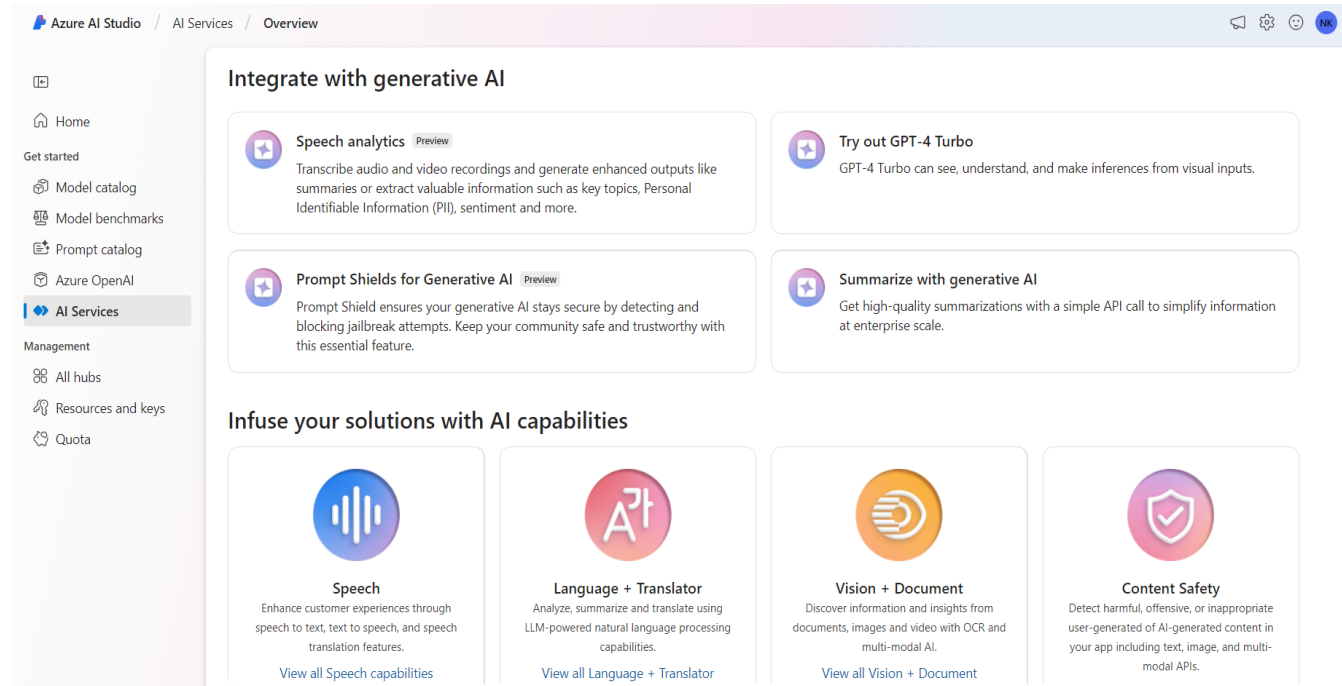 Azure AI Studio / AI Services / Overview
NK
Home
Get started
Model catalog
Model benchmarks
Prompt catalog
Azure OpenAI
AI Services
Management
All hubs
Resources and keys
Quota
Integrate with generative AI
Speech analytics Preview
Transcribe audio and video recordings and generate enhanced outputs like
summaries or extract valuable information such as key topics, Personal
Identifiable Information (PII), sentiment and more.
Try out GPT-4 Turbo
GPT-4 Turbo can see, understand, and make inferences from visual inputs.
Prompt Shields for Generative AI Preview
Prompt Shield ensures your generative AI stays secure by detecting and
blocking jailbreak attempts. Keep your community safe and trustworthy with
this essential feature.
Summarize with generative AI
Get high-quality summarizations with a simple API call to simplify information
at enterprise scale.
Infuse your solutions with AI capabilities
Speech
Enhance customer experiences through
speech to text, text to speech, and speech
translation features.
View all Speech capabilities
A가
Language + Translator
Analyze, summarize and translate using
LLM-powered natural language processing
capabilities.
View all Language + Translator
Vision + Document
Discover information and insights from
documents, images and video with OCR and
multi-modal AI.
View all Vision + Document
Content Safety
Detect harmful, offensive, or inappropriate
user-generated of AI-generated content in
your app including text, image, and multi-
modal APIs.